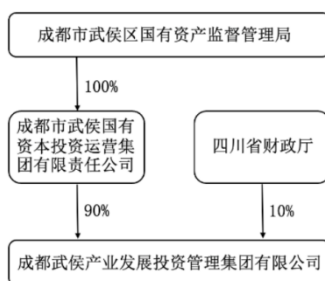 成都市武侯区国有资产监督管理局
100%
成都市武侯国有
资本投资运营集
团有限责任公司
四川省财政厅
90%
10%
成都武侯产业发展投资管理集团有限公司